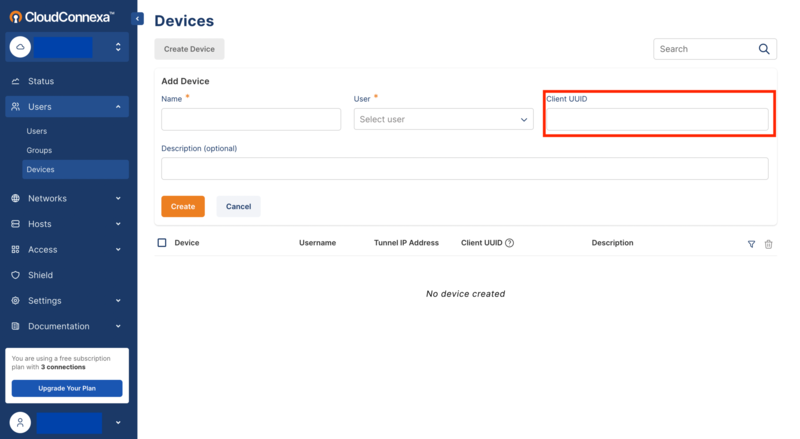 CloudConnexa™
Devices
Create Device
Search
Status
Users
Users
Groups
Devices
Networks
Hosts
Access
Shield
Settings
Documentation
You are using a free subscription
plan with 3 connections
Upgrade Your Plan
Add Device
Name *
User *
Client UUID
Select user
Description (optional)
Create
Cancel
Device
Username
Tunnel IP Address
Client UUID ?
Description
No device created